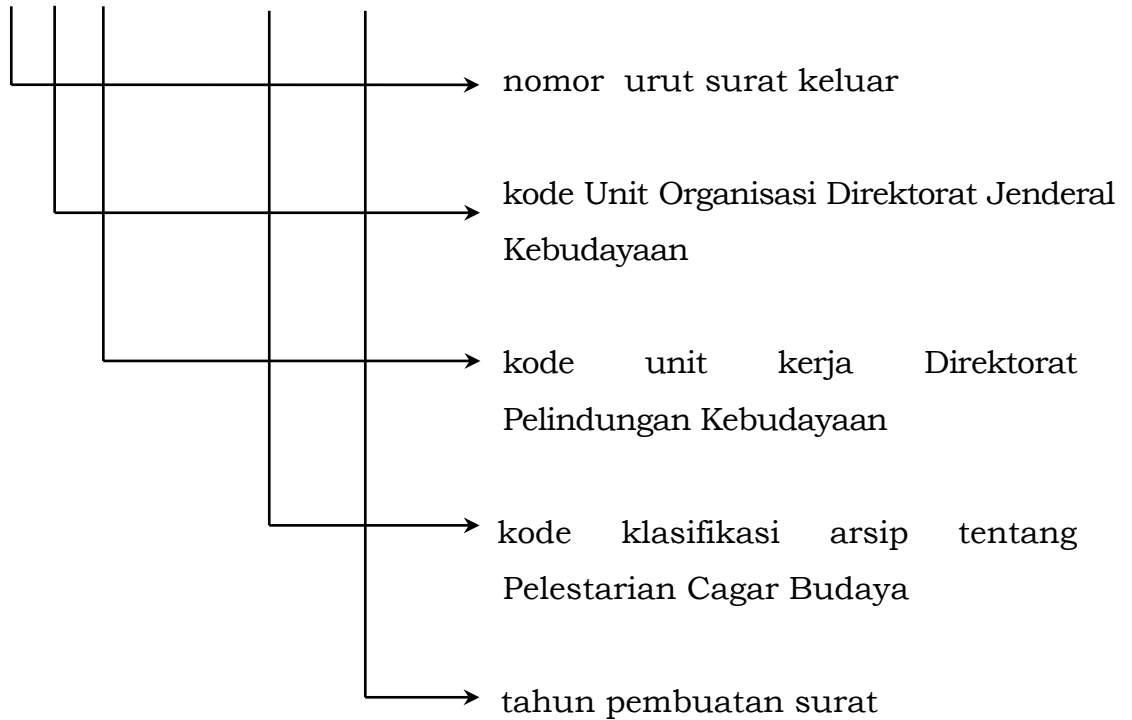 nomor urut surat keluar
kode Unit Organisasi Direktorat Jenderal
Kebudayaan
kode unit kerja Direktorat
Pelindungan Kebudayaan
kode klasifikasi arsip tentang
Pelestarian Cagar Budaya
tahun pembuatan surat